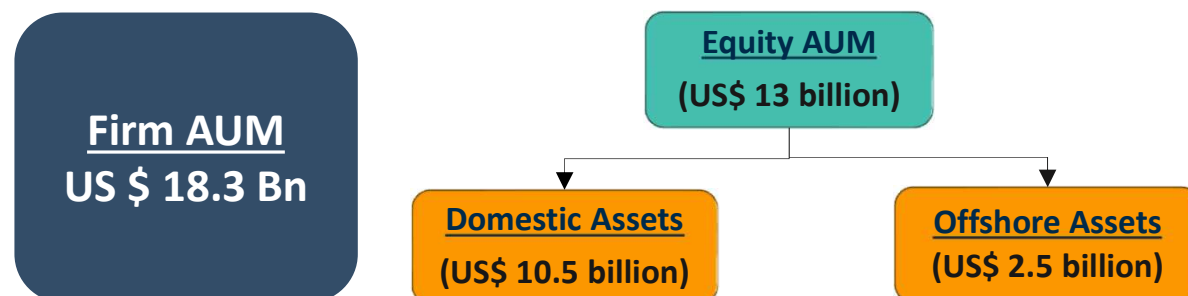 Firm AUM
US $ 18.3 Bn
Equity AUM
(US$ 13 billion)
Domestic Assets
(US$ 10.5 billion)
Offshore Assets
(US$ 2.5 billion)